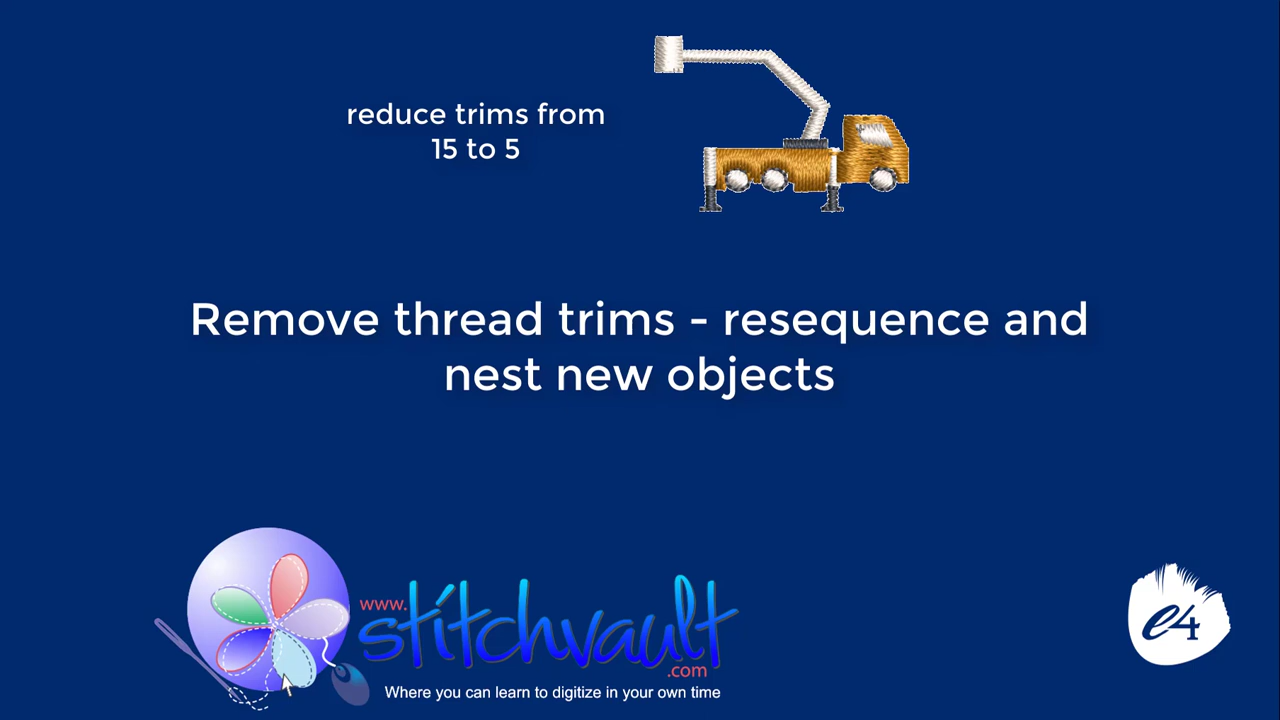 reduce trims from
15 to 5
Remove thread trims - resequence and
nest new objects
www.
stitchvault
.com
Where you can learn to digitize in your own time
e4